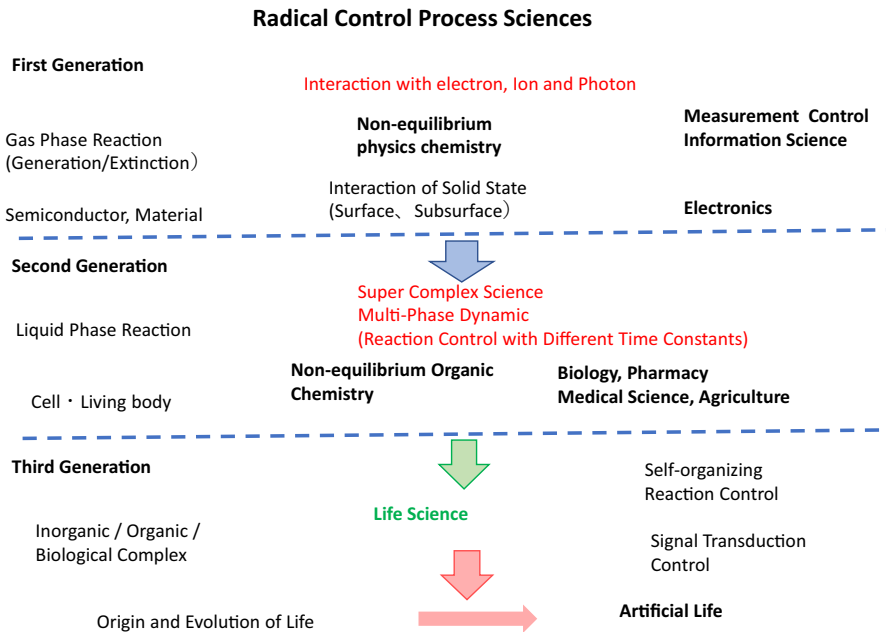 Radical Control Process Sciences
First Generation
Interaction with electron, Ion and Photon
Gas Phase Reaction
(Generation/Extinction）
Non-equilibrium
physics chemistry
Measurement Control
Information Science
Semiconductor, Material
Interaction of Solid State
(Surface、Subsurface）
Electronics
Second Generation
Super Complex Science
Multi-Phase Dynamic
(Reaction Control with Different Time Constants)
Liquid Phase Reaction
Non-equilibrium Organic
Chemistry
Biology, Pharmacy
Medical Science, Agriculture
Cell・Living body
Third Generation
Self-organizing
Reaction Control
Life Science
Inorganic / Organic /
Biological Complex
Signal Transduction
Control
Origin and Evolution of Life
Artificial Life